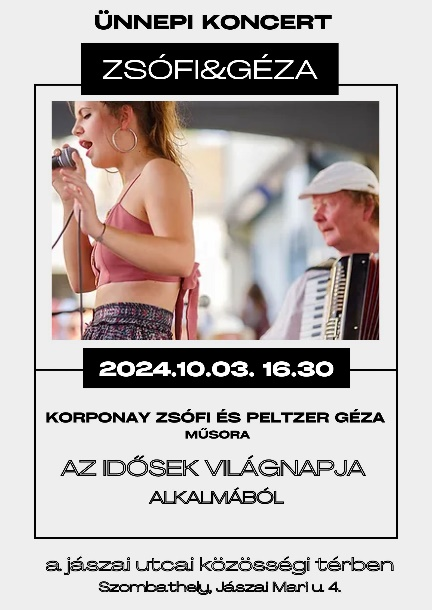 ÜNNEPI KONCERT
ZSÓFI&GÉZA
2024.10.03. 16.30
KORPONAY ZSÓFI ÉS PELTZER GÉZA
MŰSORA
AZ IDŐSEK VILÁGNAPJA
ALKALMÁBÓL
a jászai utcai közösségi térben
Szombathely, Jászai Mari u. 4.